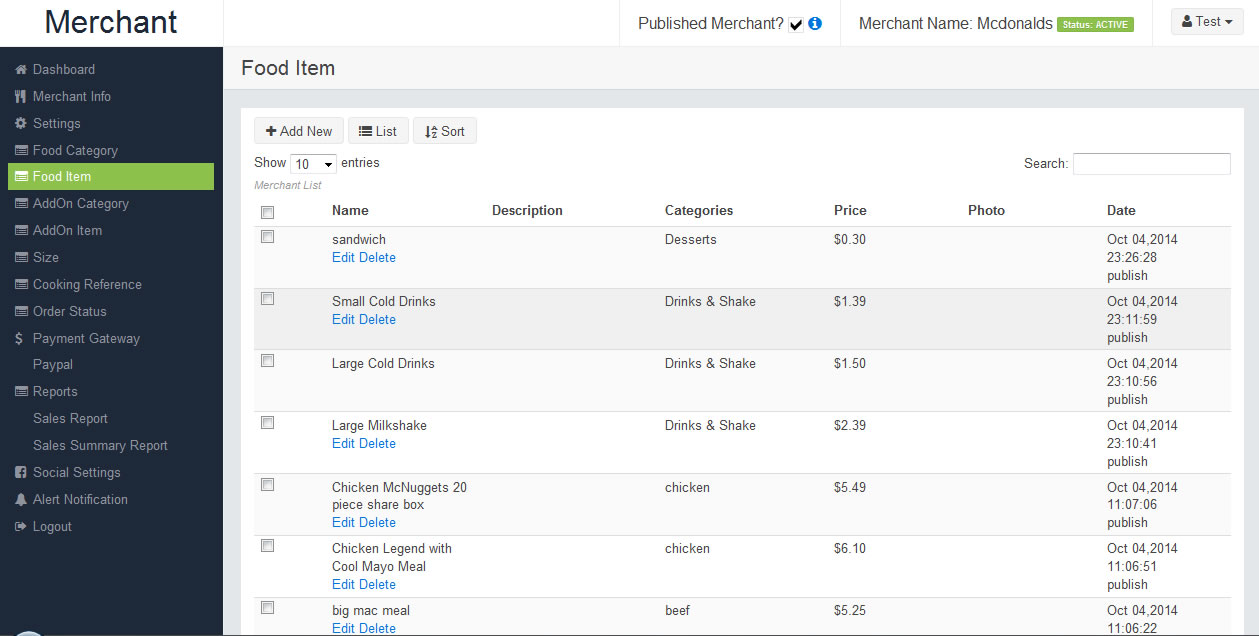 Merchant
Published Merchant?
Merchant Name: Mcdonalds Status: ACTIVE
Test
Dashboard
Merchant Info
Settings
Food Category
Food Item
AddOn Category
AddOn Item
Size
Cooking Reference
Order Status
Payment Gateway
Paypal
Reports
Sales Report
Sales Summary Report
Social Settings
Alert Notification
Logout
Food Item
Add New List Sort
Show 10 entries Search:
Merchant List
Name Description Categories Price Photo Date
sandwich Desserts $0.30 Oct 04,2014
Edit Delete 23:26:28
publish
Small Cold Drinks Drinks & Shake $1.39 Oct 04,2014
Edit Delete 23:11:59
publish
Large Cold Drinks Drinks & Shake $1.50 Oct 04,2014
23:10:56
publish
Large Milkshake Drinks & Shake $2.39 Oct 04,2014
Edit Delete 23:10:41
publish
Chicken McNuggets 20 chicken $5.49 Oct 04,2014
piece share box 11:07:06
Edit Delete publish
Chicken Legend with chicken $6.10 Oct 04,2014
Cool Mayo Meal 11:06:51
Edit Delete publish
big mac meal beef $5.25 Oct 04,2014
Edit Delete 11:06:22